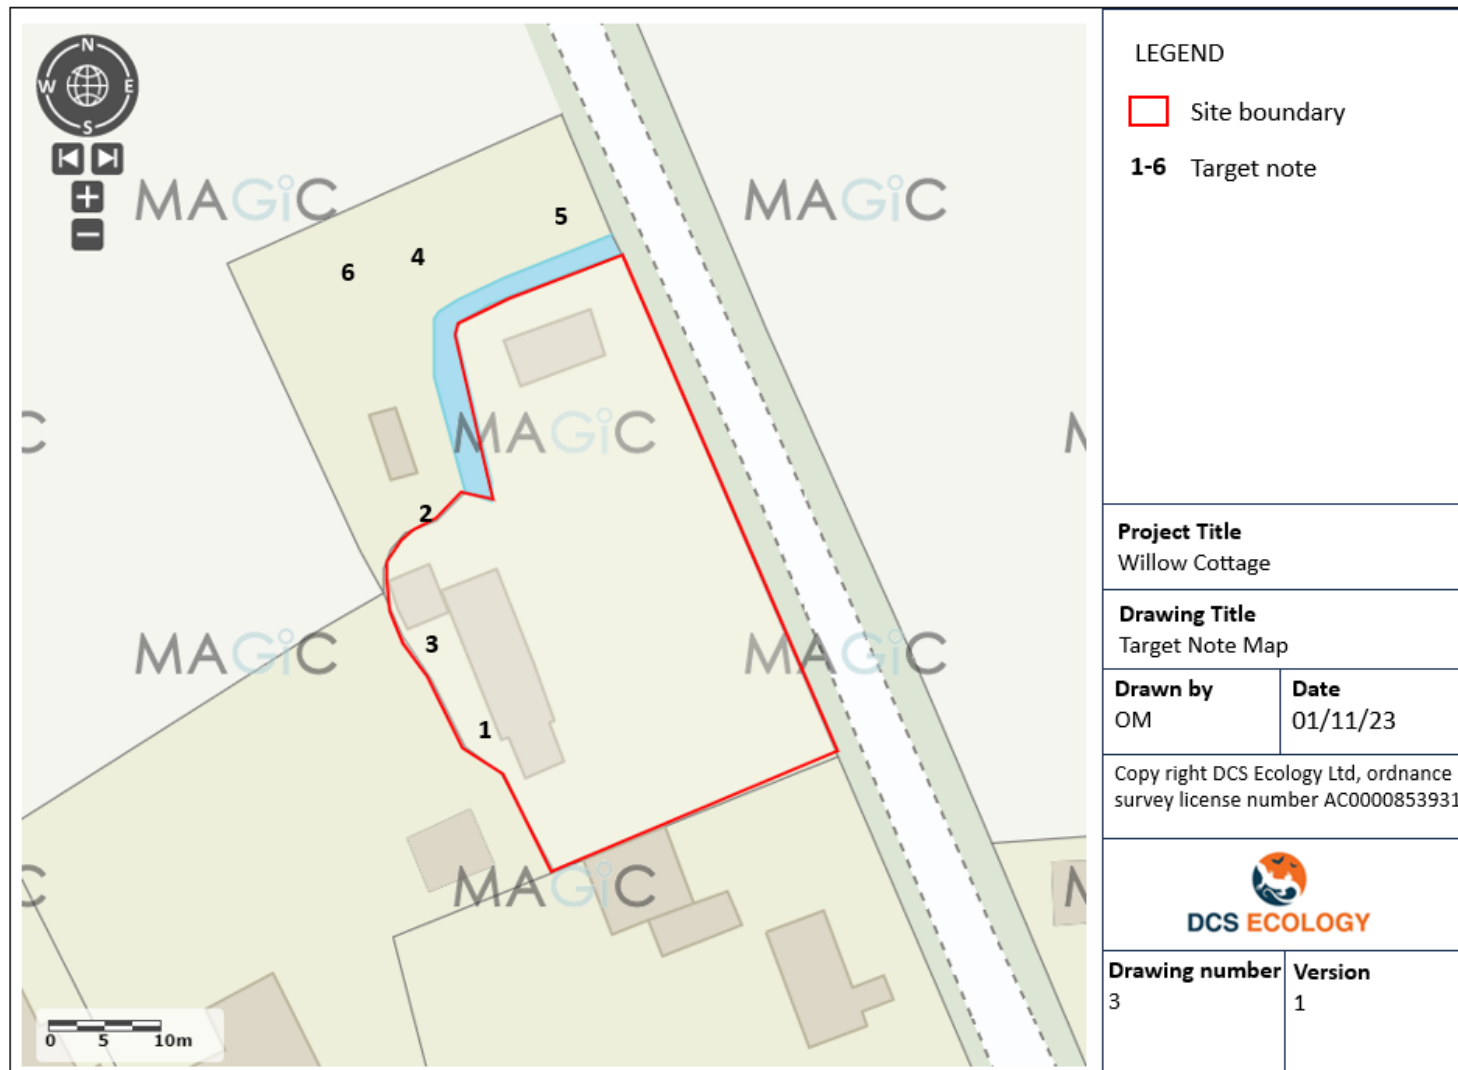 N
W E
S
MAGiC MAGiC
5
4
6
MAGiC
2
MAGiC MAGiC
3
1
MAGiC
0 5 10m
LEGEND
Site boundary
1-6 Target note
Project Title
Willow Cottage
Drawing Title
Target Note Map
Drawn by Date
OM 01/11/23
Copy right DCS Ecology Ltd, ordnance
survey license number AC0000853931
DCS ECOLOGY
Drawing number Version
3 1